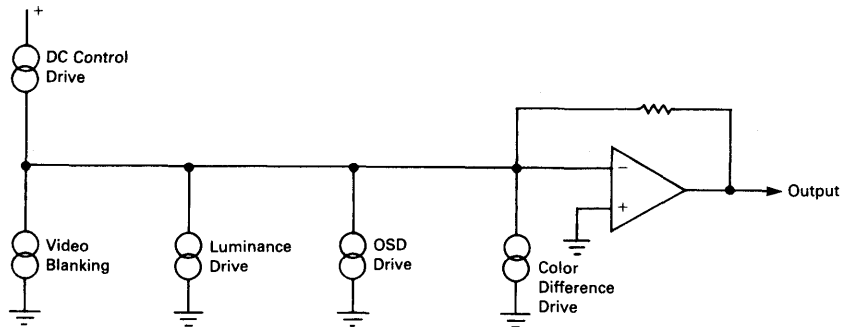 +
DC Control
Drive
−
+
Output
Video
Blanking
Luminance
Drive
OSD
Drive
Color
Difference
Drive